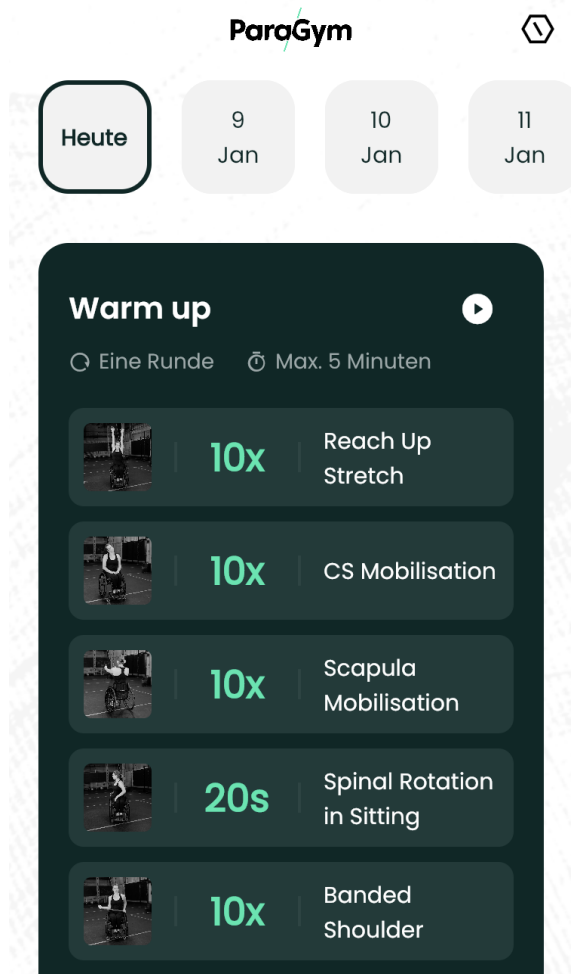 ParaGym
Heute
9
Jan
10
Jan
11
Jan
Warm up
Eine Runde
Max. 5 Minuten
10x
Reach Up
Stretch
10x
CS Mobilisation
10x
Scapula
Mobilisation
20s
Spinal Rotation
in Sitting
10x
Banded
Shoulder